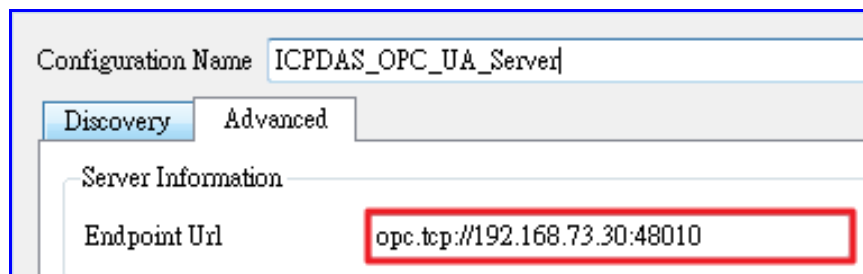 Configuration Name ICPDAS_OPC_UA_Server
Discovery Advanced
Server Information
Endpoint Url opc.tcp://192.168.73.30:48010